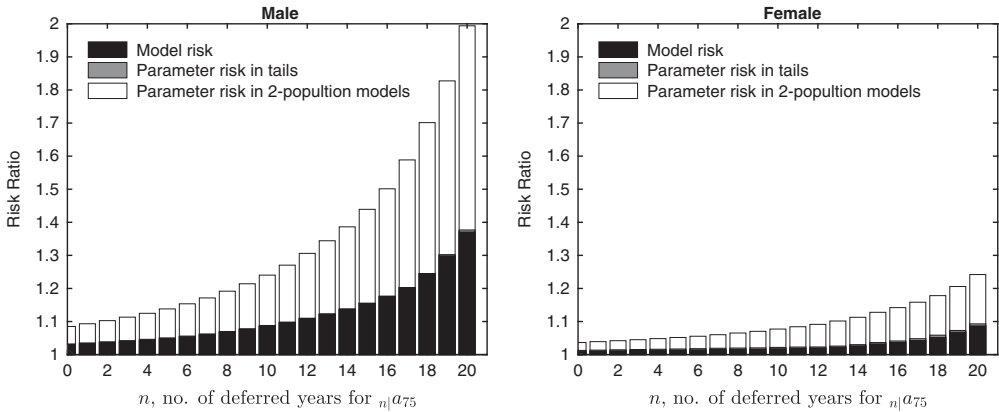 Male
2
1.9
1.8
1.7
1.6
1.5
1.4
1.3
1.2
1.1
1
Risk Ratio
Model risk
Parameter risk in tails
Parameter risk in 2-popultion models
0 2 4 6 8 10 12 14 16 18 20
n, no. of deferred years for n|a75
Female
2
1.9
1.8
1.7
1.6
1.5
1.4
1.3
1.2
1.1
1
Risk Ratio
Model risk
Parameter risk in tails
Parameter risk in 2-popultion models
0 2 4 6 8 10 12 14 16 18 20
n, no. of deferred years for n|a75